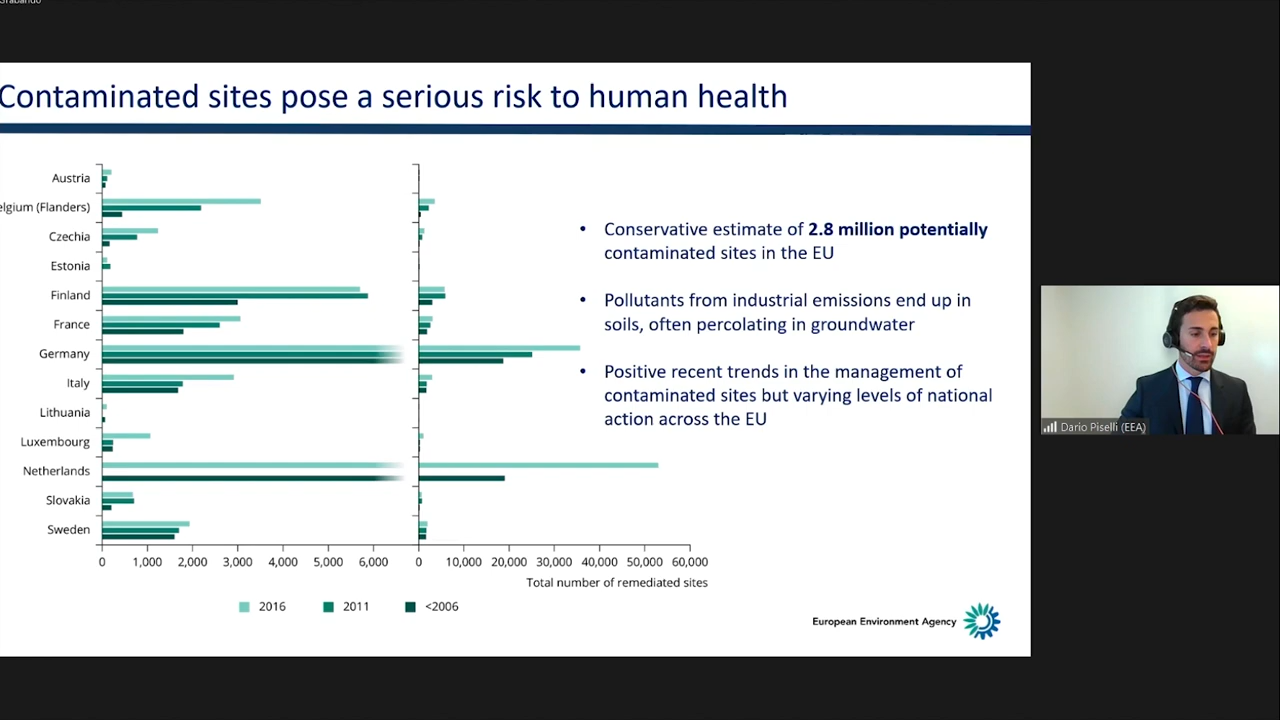 Grabando
Contaminated sites pose a serious risk to human health
Austria
elgium (Flanders)
Czechia
Estonia
Finland
France
Germany
Italy
Lithuania
Luxembourg
Netherlands
Slovakia
Sweden
0 1,000 2,000 3,000 4,000 5,000 6,000
0 10,000 20,000 30,000 40,000 50,000 60,000
Total number of remediated sites
2016 2011 <2006
• Conservative estimate of 2.8 million potentially
contaminated sites in the EU
• Pollutants from industrial emissions end up in
soils, often percolating in groundwater
• Positive recent trends in the management of
contaminated sites but varying levels of national
action across the EU
European Environment Agency
Dario Piselli (EEA)